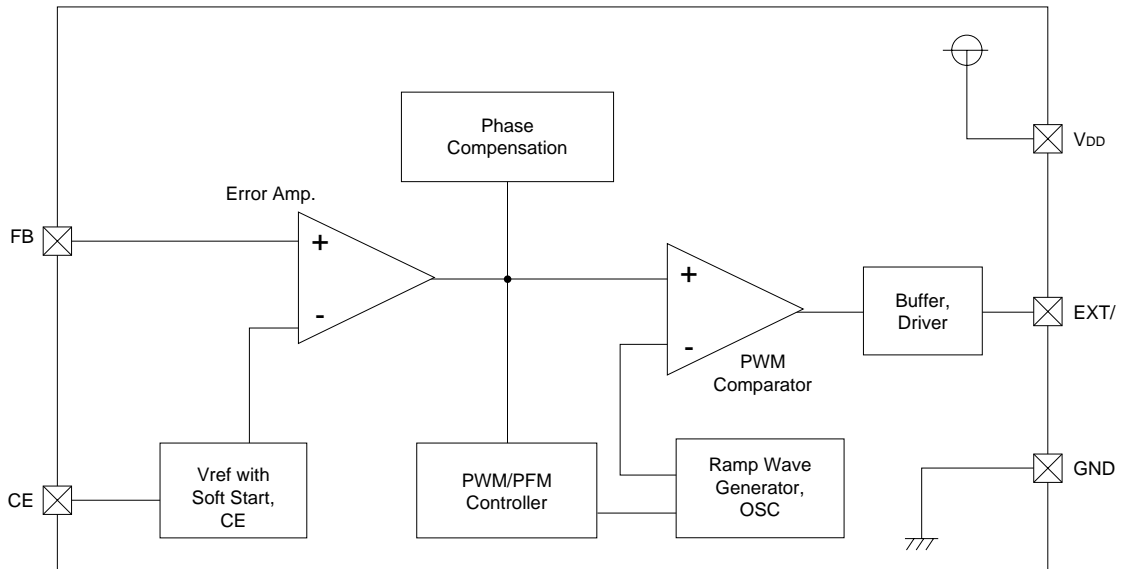 Phase
Compensation
VDD
Error Amp.
FB
+
-
+
-
Buffer,
Driver
EXT/
PWM
Comparator
Vref with
Soft Start,
CE
PWM/PFM
Controller
Ramp Wave
Generator,
OSC
GND
CE